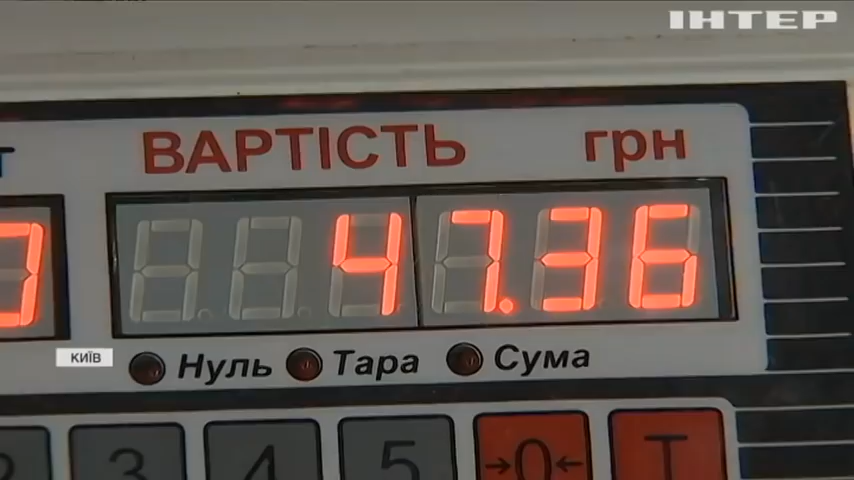 ІНТЕР
ВАРТІСТЬ грн
47.36
КИЇВ
Нуль Тара Сума
3 4 5 →0← T